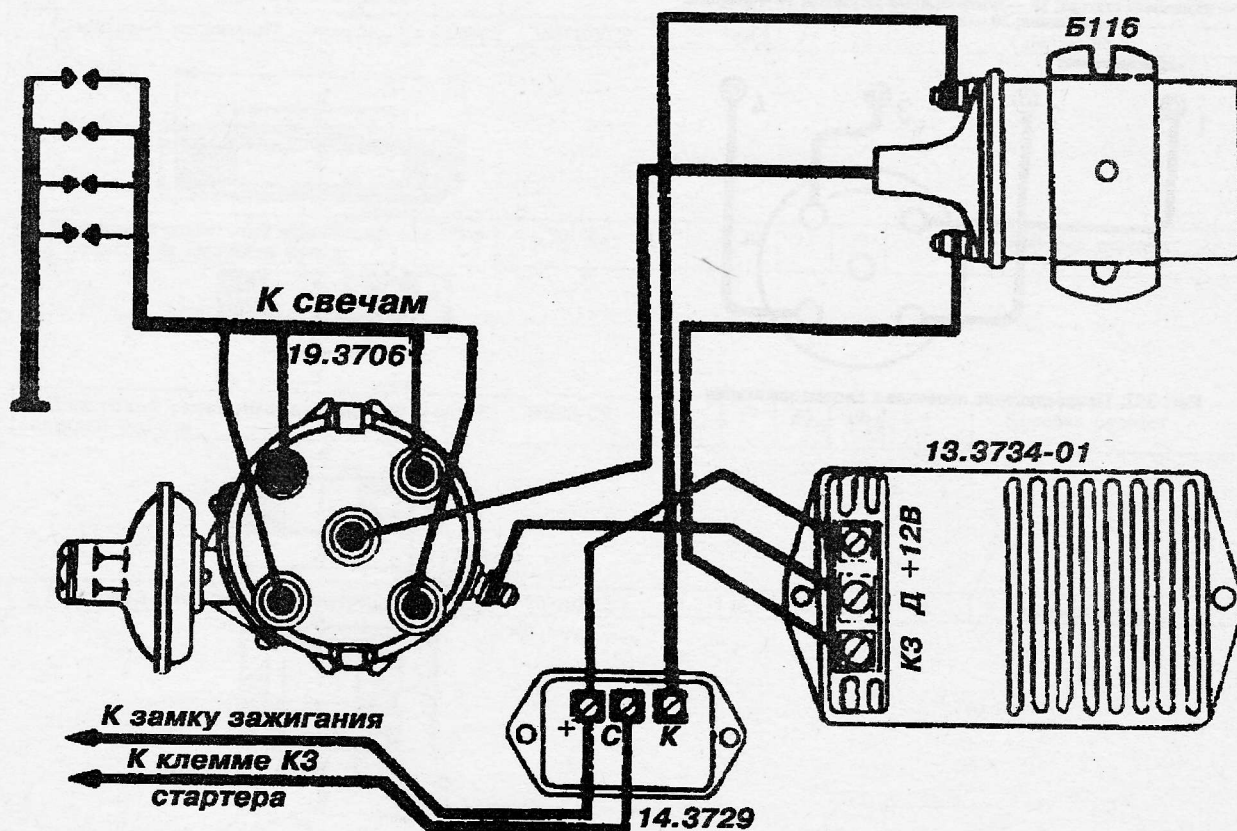 Б116
К свечам
19.3706
13.3734-01
+12В
Д
КЗ
+ С К
К замку зажигания
К клемме КЗ
стартера
14.3729